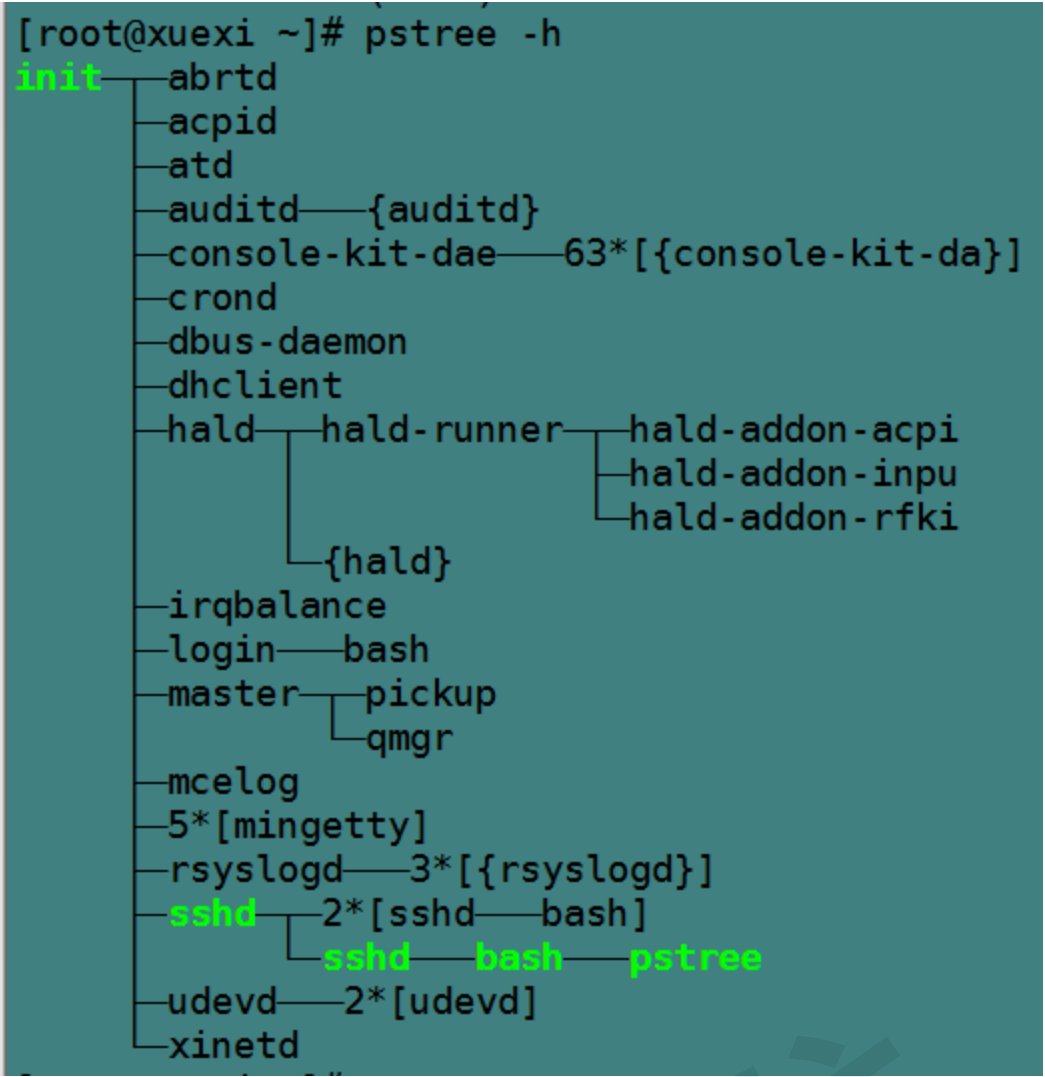 [root@xuexi ~]# pstree -h
init─┬─abrtd
     ├─acpid
     ├─atd
     ├─auditd───{auditd}
     ├─console-kit-dae───63*[{console-kit-da}]
     ├─crond
     ├─dbus-daemon
     ├─dhclient
     ├─hald─┬─hald-runner─┬─hald-addon-acpi
     │      │             ├─hald-addon-inpu
     │      │             └─hald-addon-rfki
     │      └─{hald}
     ├─irqbalance
     ├─login───bash
     ├─master─┬─pickup
     │        └─qmgr
     ├─mcelog
     ├─5*[mingetty]
     ├─rsyslogd───3*[{rsyslogd}]
     ├─sshd─┬─2*[sshd───bash]
     │      └─sshd───bash───pstree
     ├─udevd───2*[udevd]
     └─xinetd